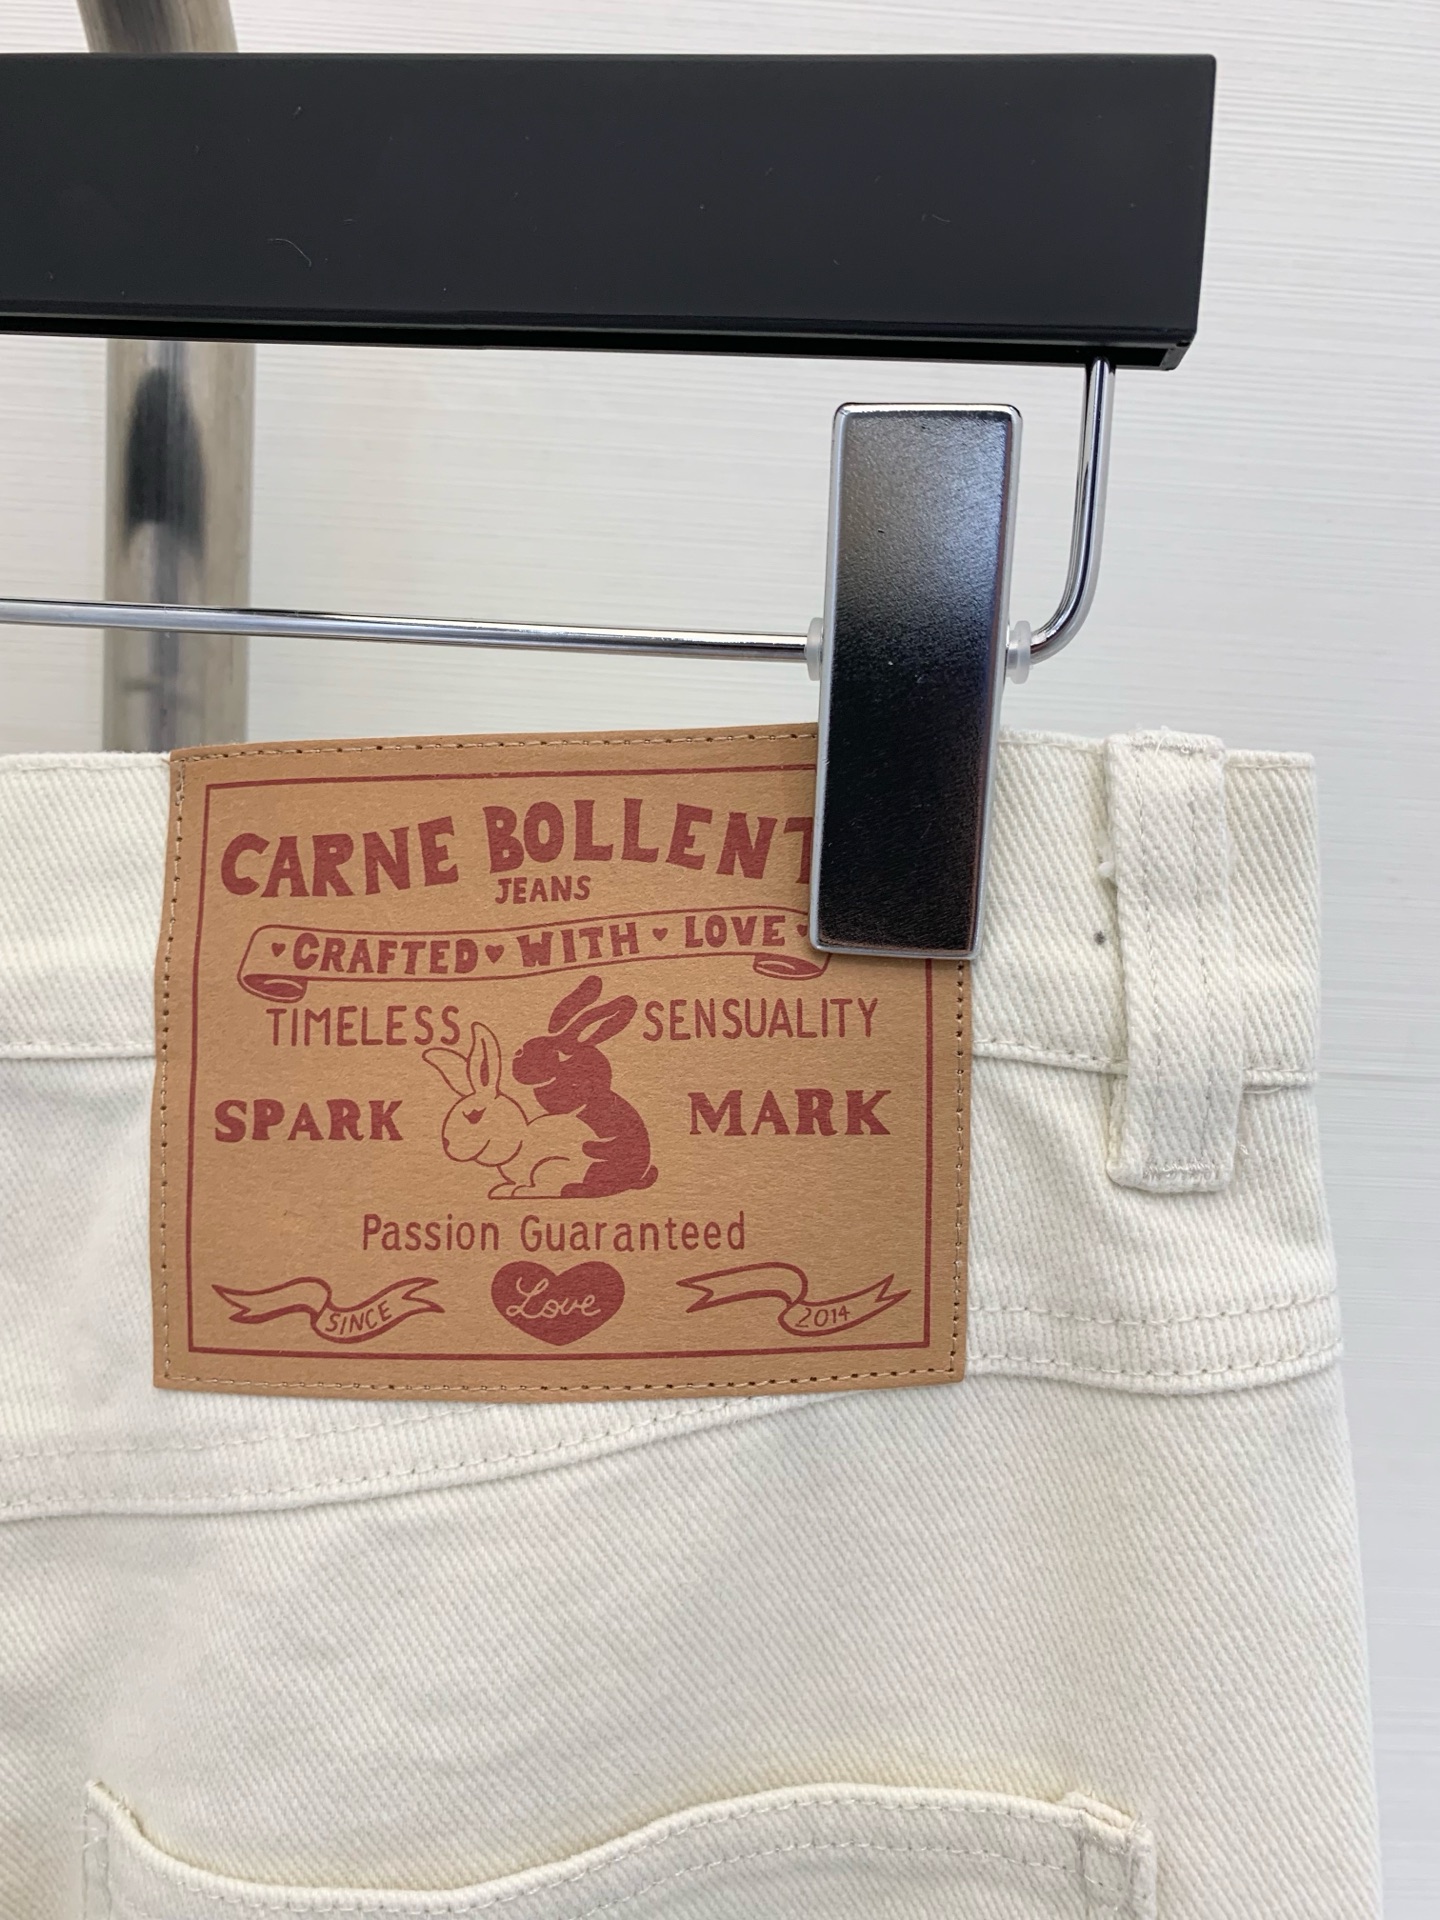 CARNE BOLLENT
JEANS
CRAFTED WITH LOVE
TIMELESS SENSUALITY
SPARK MARK
Passion Guaranteed
SINCE Love 2014